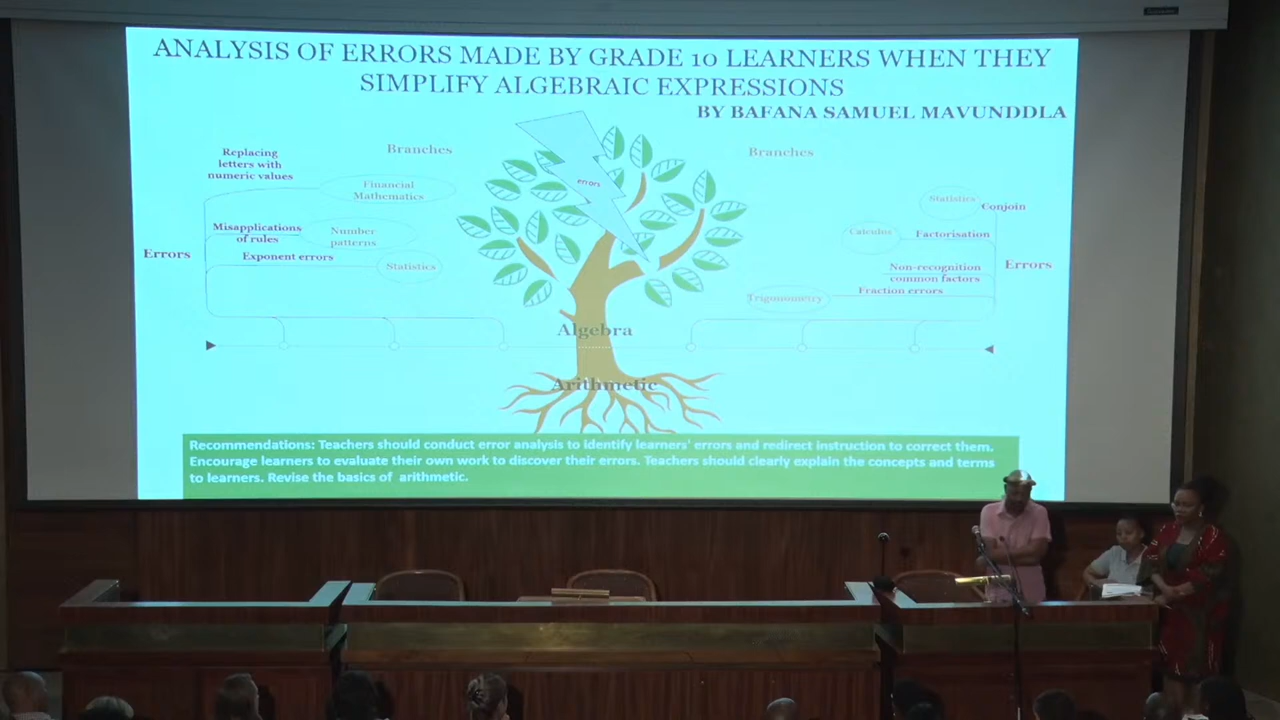 ANALYSIS OF ERRORS MADE BY GRADE 10 LEARNERS WHEN THEY
SIMPLIFY ALGEBRAIC EXPRESSIONS
BY BAFANA SAMUEL MAVUNDDLA
Branches
Branches
Replacing
letters with
numeric values
Financial
Mathematics
Misapplications
of rules
Number
patterns
Errors
Exponent errors
Statistics
errors
Statistics
Conjoin
Calculus
Factorisation
Non-recognition
common factors
Errors
Fraction errors
Trigonometry
Algebra
Arithmetic
Recommendations: Teachers should conduct error analysis to identify learners' errors and redirect instruction to correct them.
Encourage learners to evaluate their own work to discover their errors. Teachers should clearly explain the concepts and terms
to learners. Revise the basics of arithmetic.